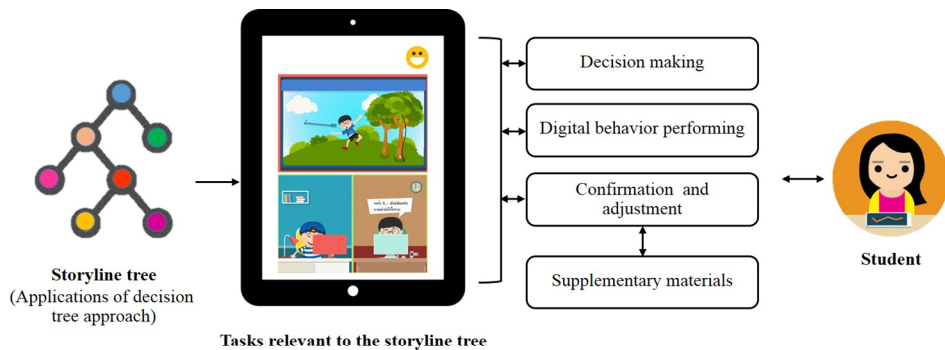 Decision making
Digital behavior performing
Confirmation and
adjustment
Supplementary materials
Storyline tree
(Applications of decision
tree approach)
Tasks relevant to the storyline tree
Student